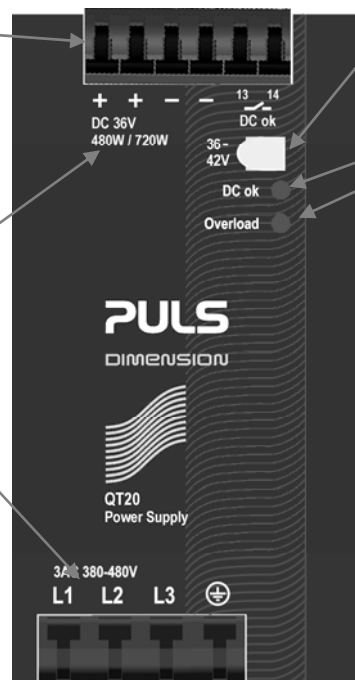 + + − − 13 14
DC ok
DC 36V
480W / 720W
36–
42V
DC ok
Overload
PULS
DIMENSION
QT20
Power Supply
3AC 380-480V
L1 L2 L3